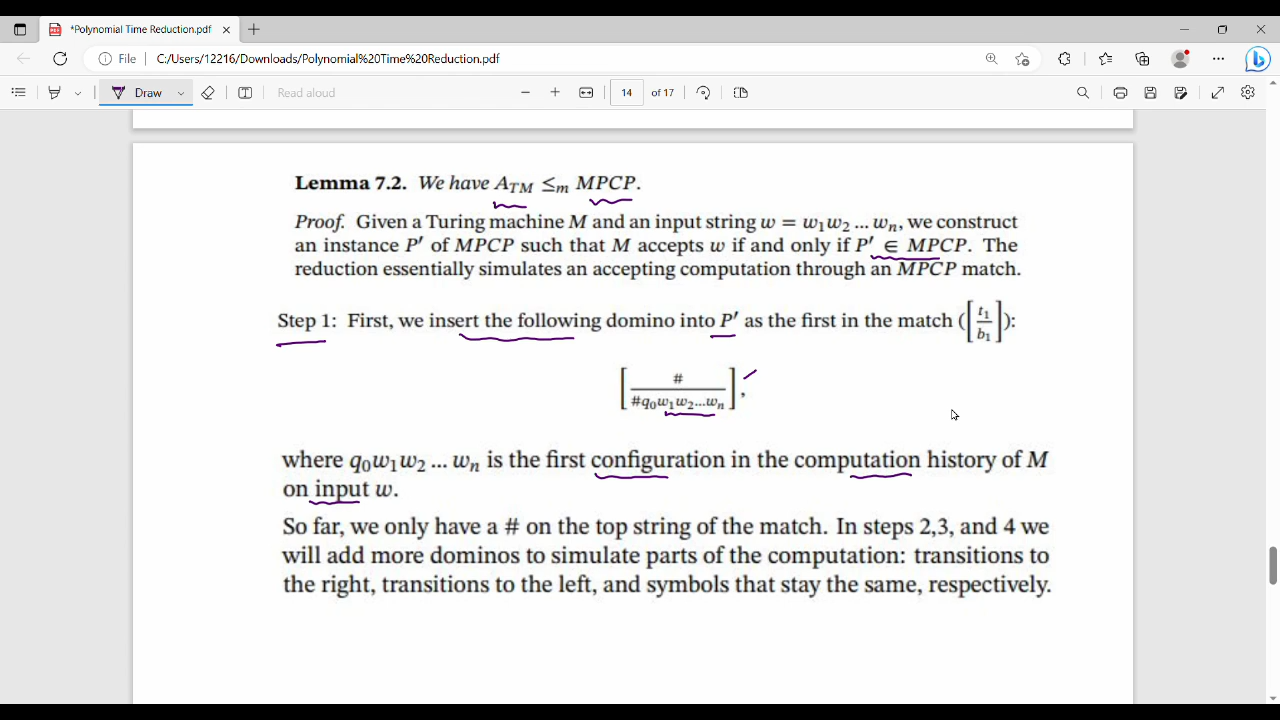 *Polynomial Time Reduction.pdf
File C:/Users/12216/Downloads/Polynomial%20Time%20Reduction.pdf
Draw Read aloud 14 of 17
Lemma 7.2. We have A_TM ≤_m MPCP.
Proof. Given a Turing machine M and an input string w = w₁w₂ ... wₙ, we construct
an instance P′ of MPCP such that M accepts w if and only if P′ ∈ MPCP. The
reduction essentially simulates an accepting computation through an MPCP match.
Step 1: First, we insert the following domino into P′ as the first in the match ([t₁/b₁]):
[#
#q₀w₁w₂...wₙ],
where q₀w₁w₂ ... wₙ is the first configuration in the computation history of M
on input w.
So far, we only have a # on the top string of the match. In steps 2,3, and 4 we
will add more dominos to simulate parts of the computation: transitions to
the right, transitions to the left, and symbols that stay the same, respectively.